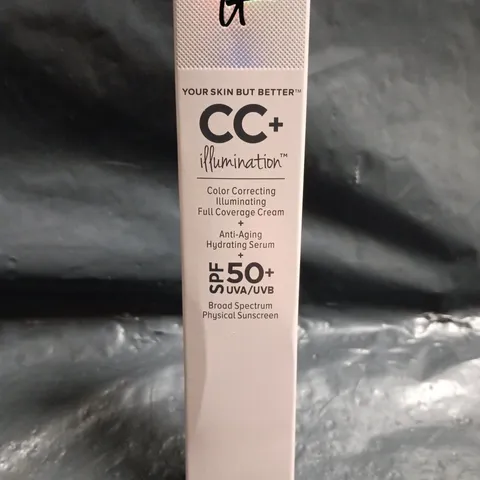 YOUR SKIN BUT BETTER™
CC+
illumination™
Color Correcting
Illuminating
Full Coverage Cream
+
Anti-Aging
Hydrating Serum
+
SPF 50+
UVA/UVB
Broad Spectrum
Physical Sunscreen